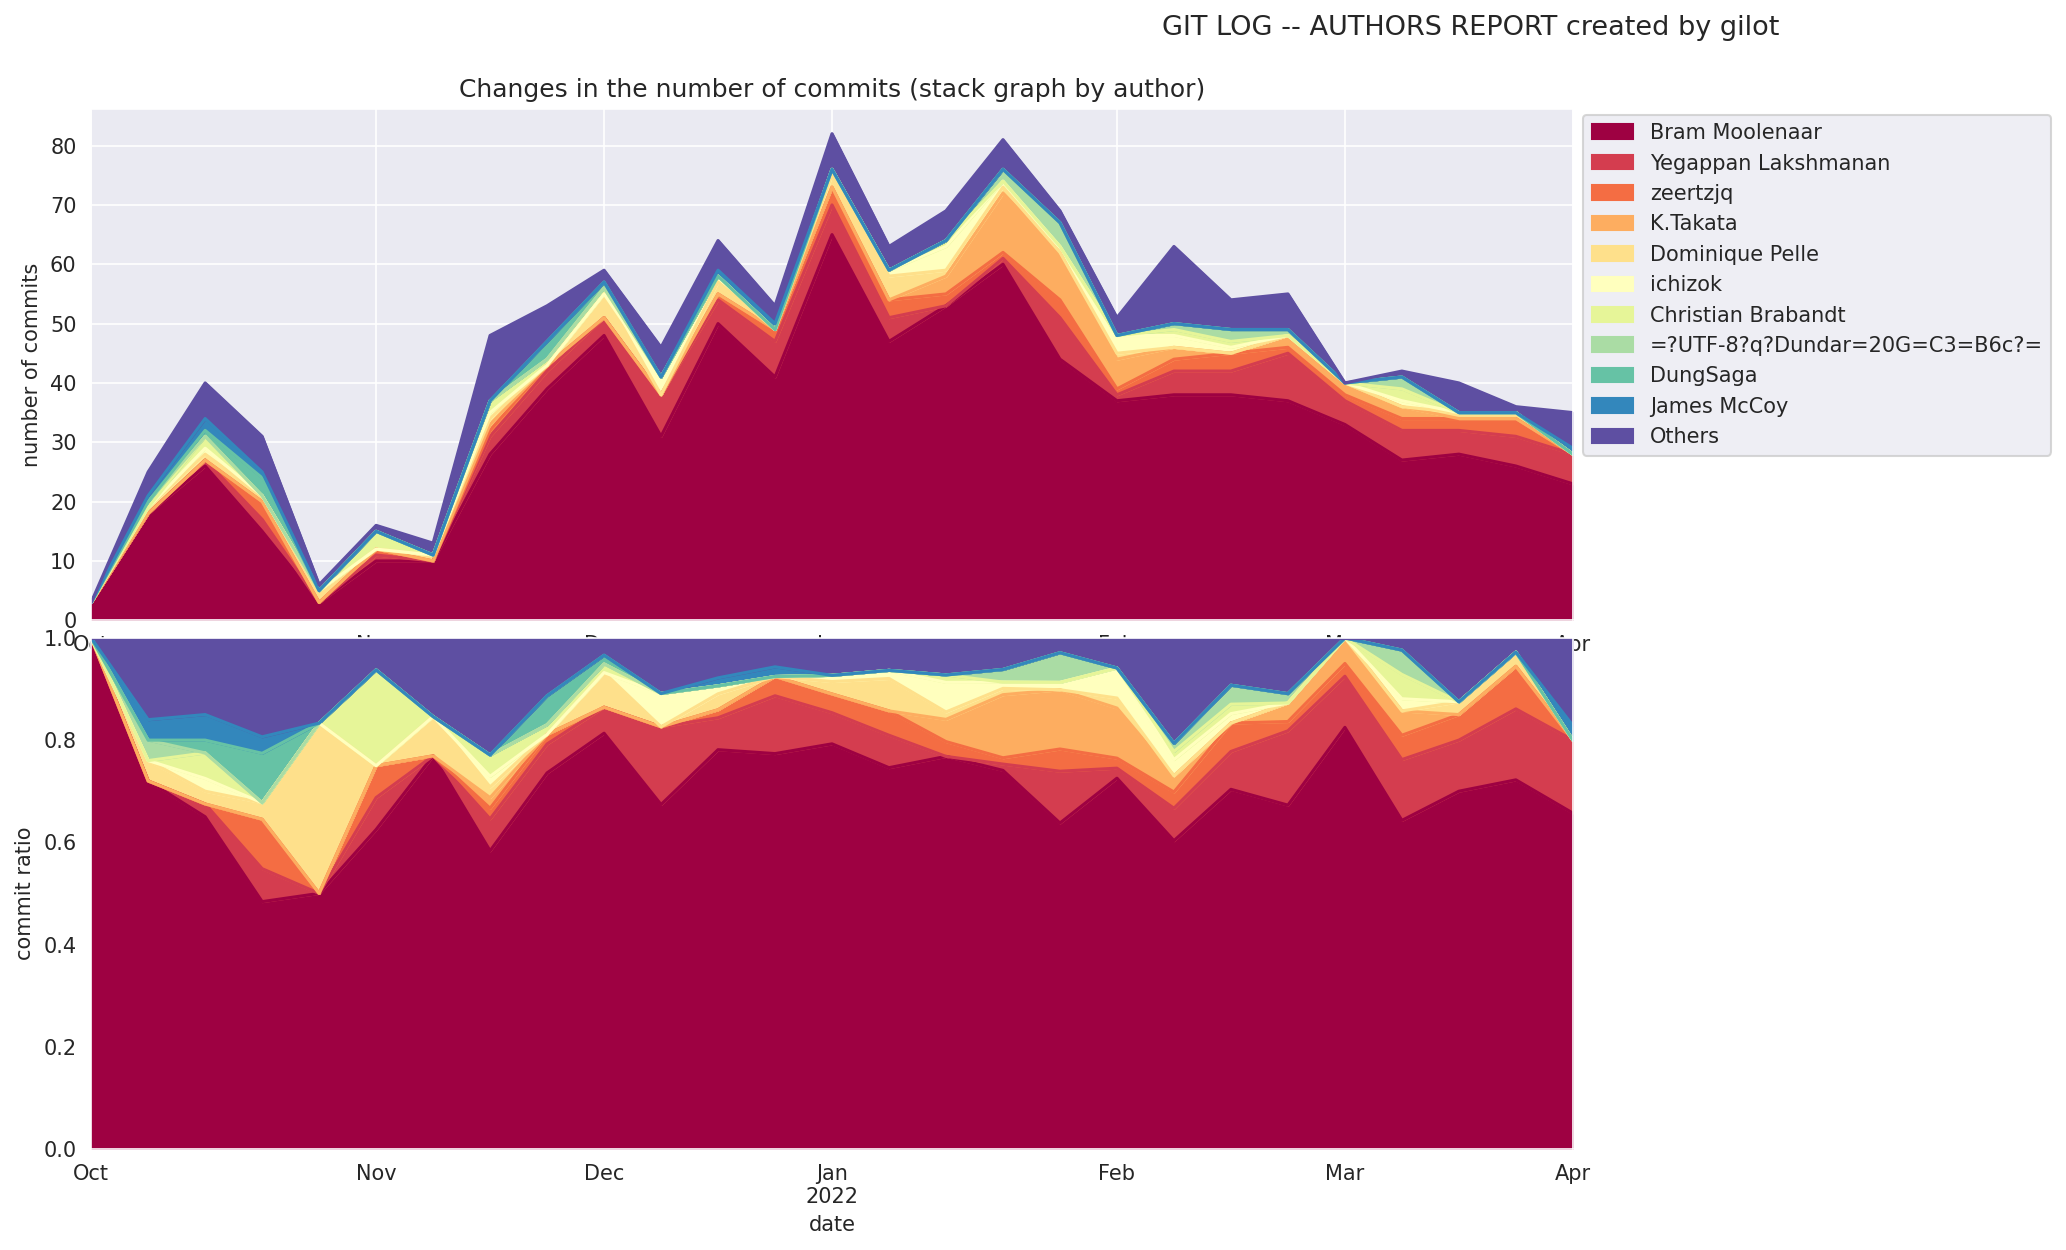 GIT LOG -- AUTHORS REPORT created by gilot
Changes in the number of commits (stack graph by author)
number of commits
80
70
60
50
40
30
20
10
0
Bram Moolenaar
Yegappan Lakshmanan
zeertzjq
K.Takata
Dominique Pelle
ichizok
Christian Brabandt
=?UTF-8?q?Dundar=20G=C3=B6c?=
DungSaga
James McCoy
Others
commit ratio
1.0
0.8
0.6
0.4
0.2
0.0
Oct Nov Dec Jan Feb Mar Apr
2022
date